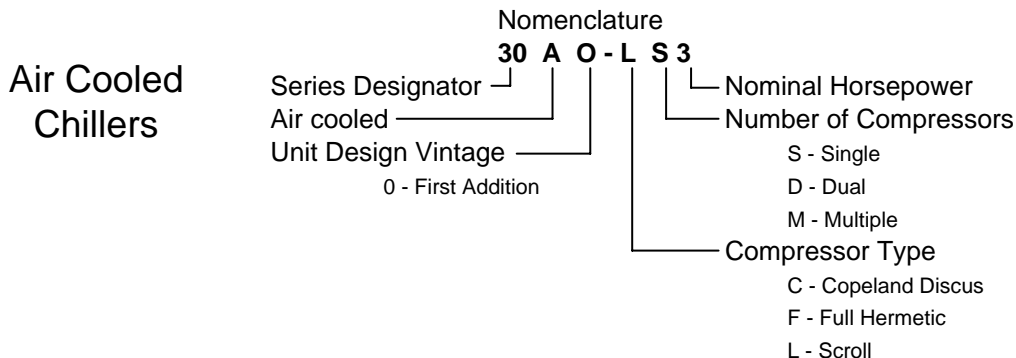 Nomenclature
30 A O - L S 3
Air Cooled
Chillers
Series Designator
Air cooled
Unit Design Vintage
0 - First Addition
Nominal Horsepower
Number of Compressors
S - Single
D - Dual
M - Multiple
Compressor Type
C - Copeland Discus
F - Full Hermetic
L - Scroll